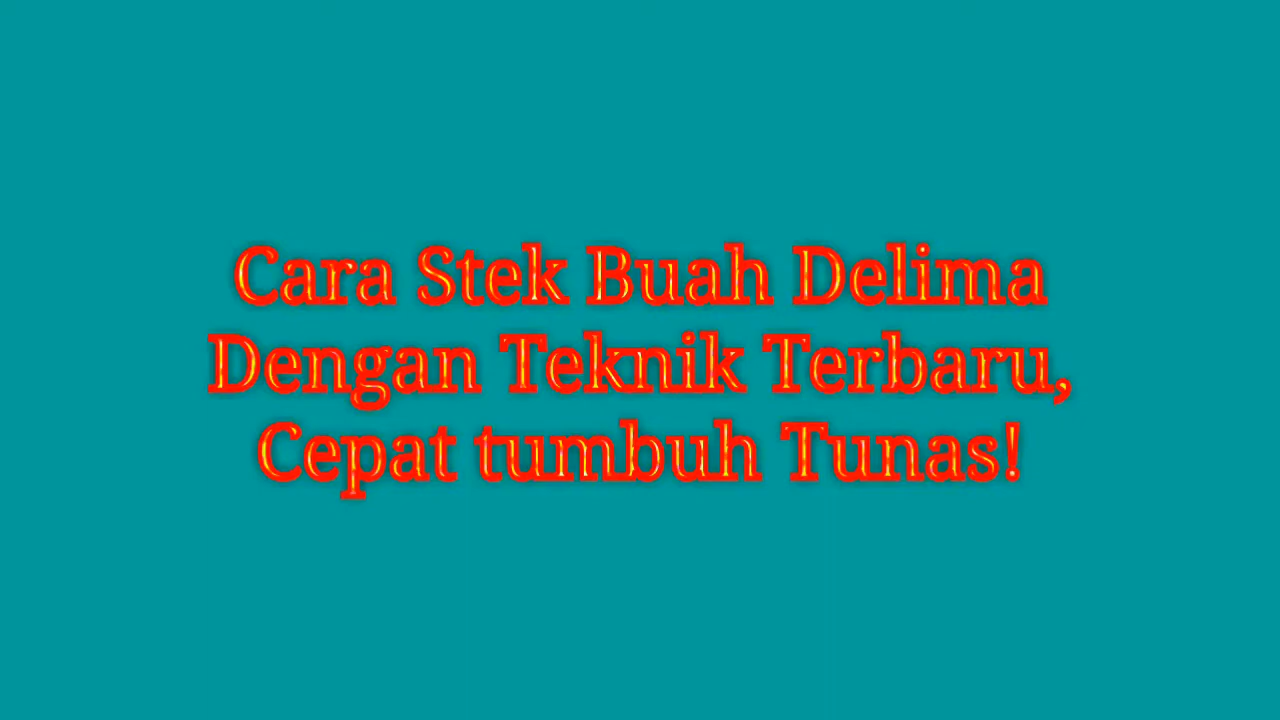 Cara Stek Buah Delima
Dengan Teknik Terbaru,
Cepat tumbuh Tunas!